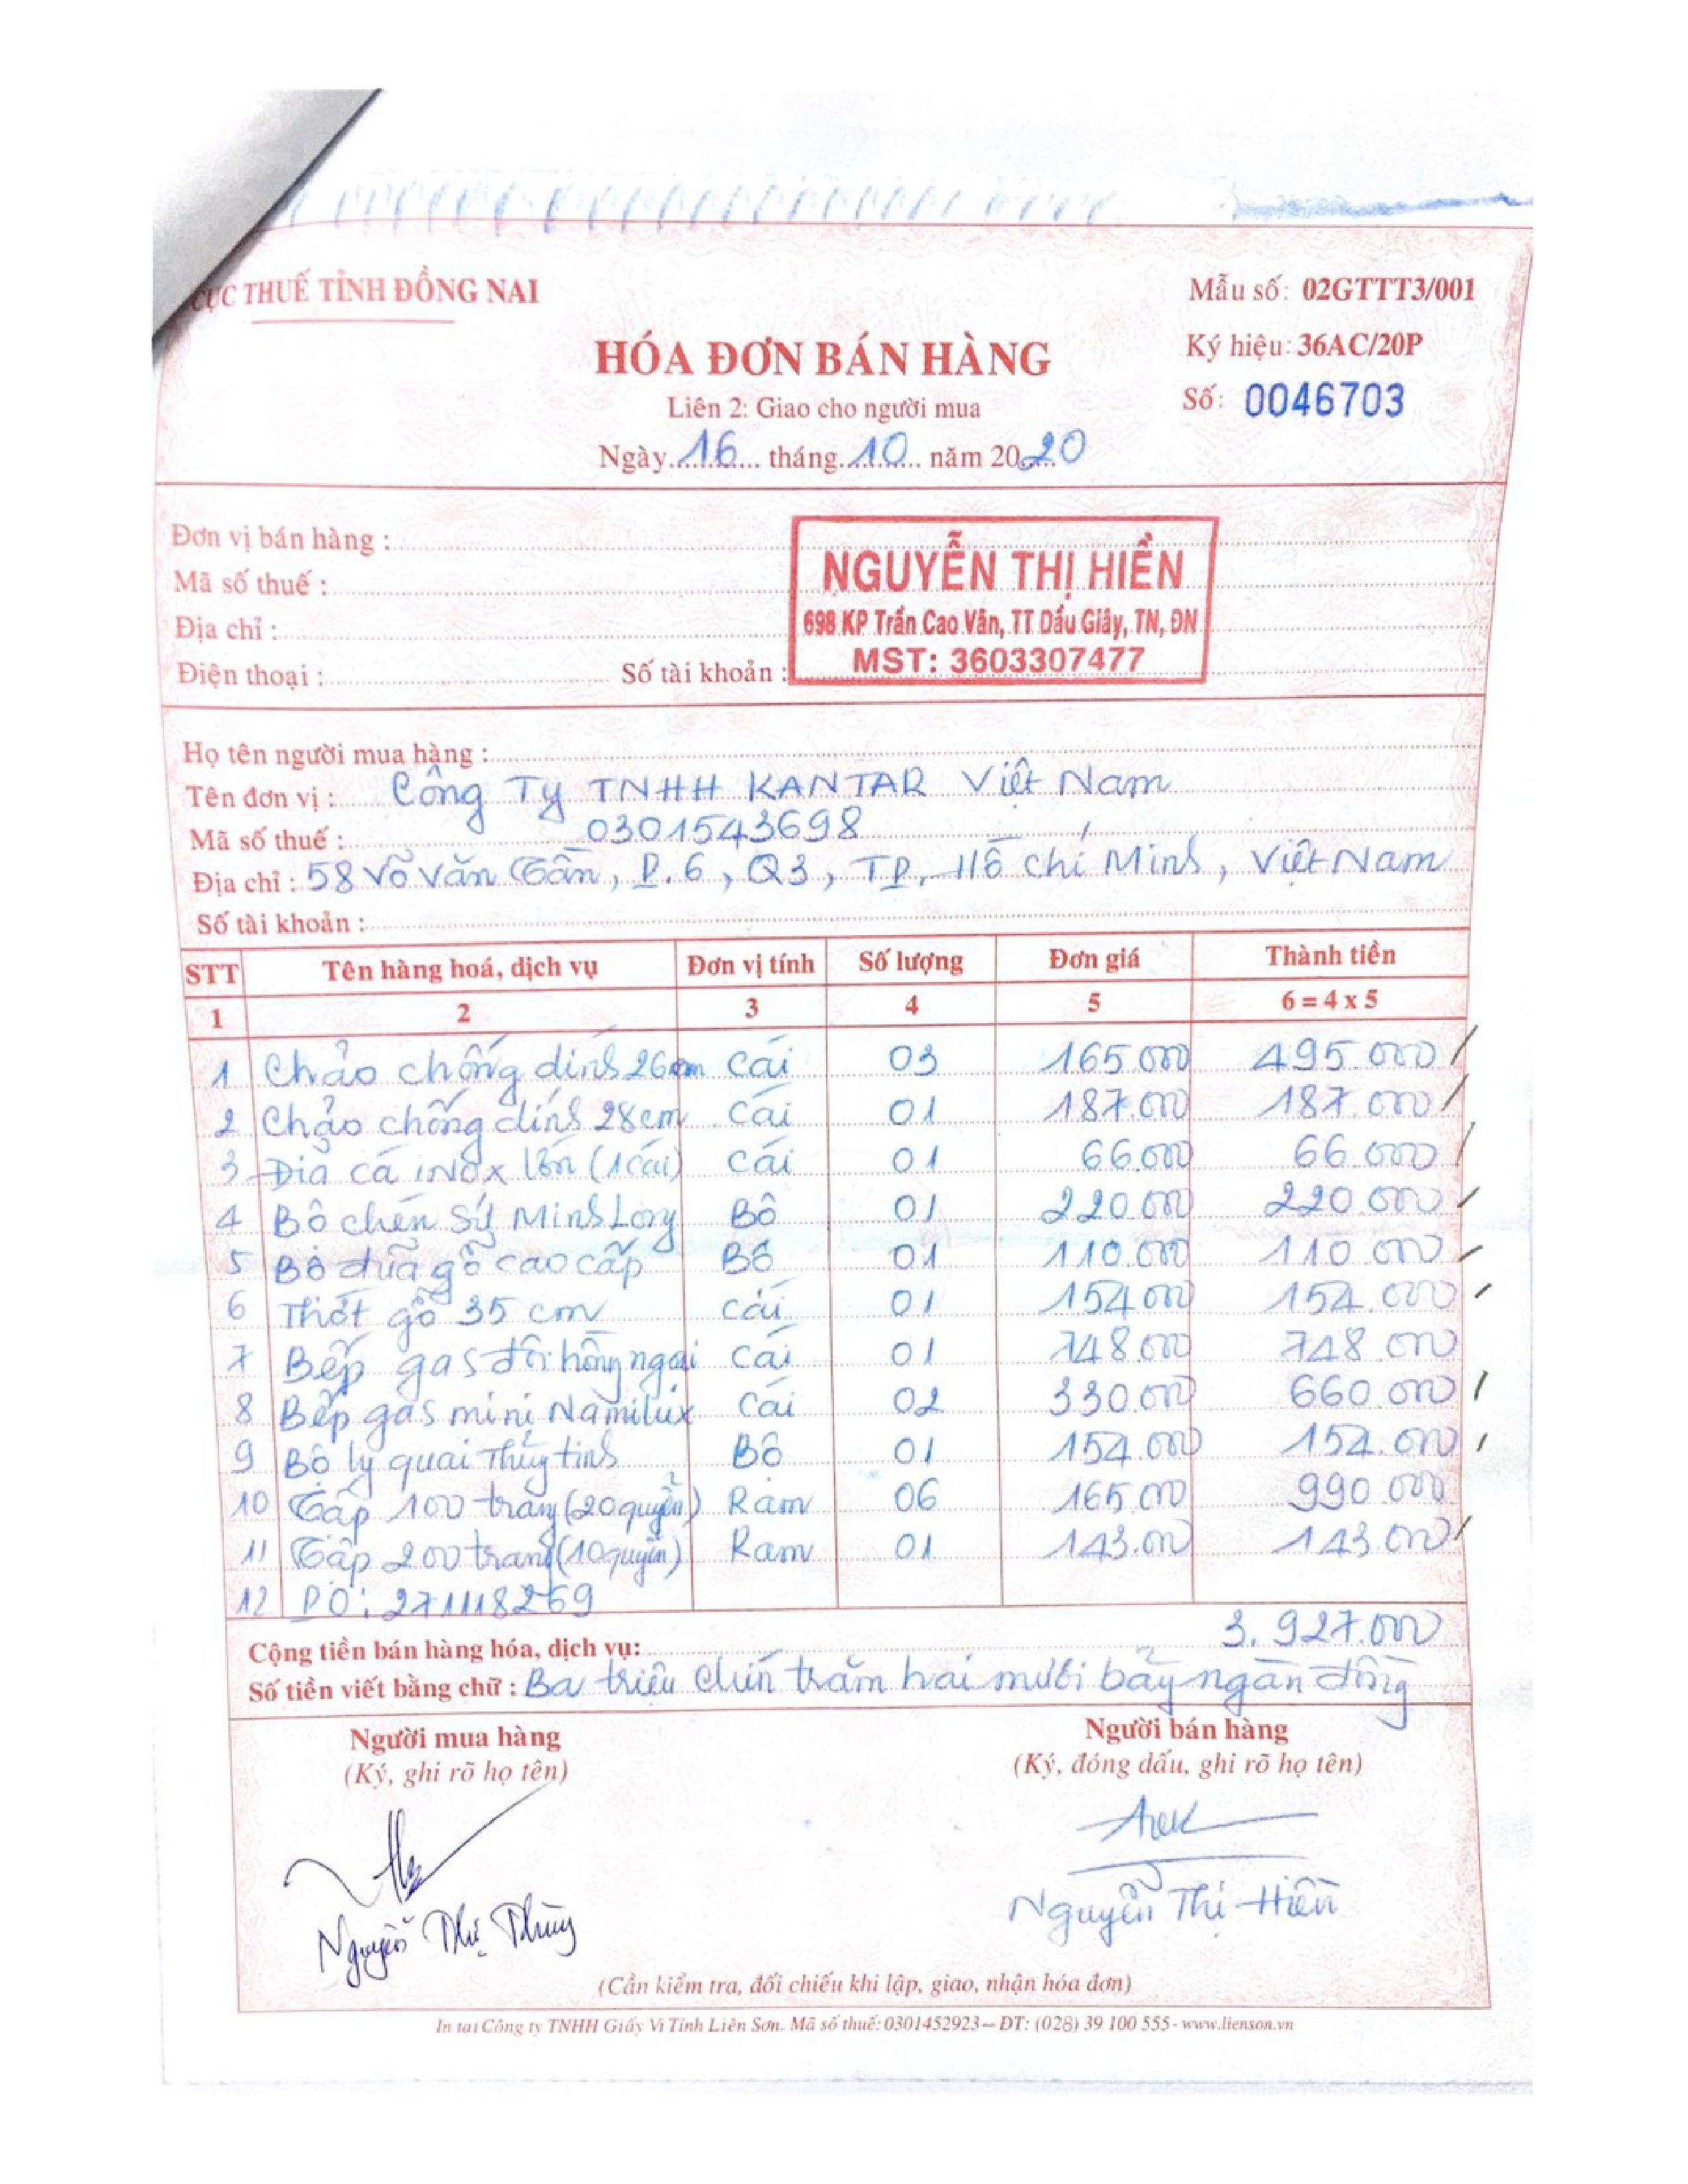 CỤC THUẾ TỈNH ĐỒNG NAI
Mẫu số: 02GTTT3/001
HÓA ĐƠN BÁN HÀNG
Ký hiệu: 36AC/20P
Liên 2: Giao cho người mua
Số: 0046703
Ngày 16 tháng 10 năm 2020
Đơn vị bán hàng :
NGUYỄN THỊ HIỀN
Mã số thuế :
Địa chỉ :
698 KP Trần Cao Vân, TT Dầu Giây, TN, ĐN
Điện thoại : Số tài khoản :
MST: 3603307477
Họ tên người mua hàng :
Tên đơn vị : Công Ty TNHH KANTAR Việt Nam
Mã số thuế : 0301543698
Địa chỉ : 58 Võ Văn Tần, P.6, Q3, TP. Hồ Chí Minh, Việt Nam
Số tài khoản :
STT Tên hàng hoá, dịch vụ Đơn vị tính Số lượng Đơn giá Thành tiền
1 2 3 4 5 6 = 4 x 5
1 Chảo chống dính 26cm Cái 03 165.000 495.000
2 Chảo chống dính 28cm Cái 01 187.000 187.000
3 Dĩa cá iNOX lớn (1cái) Cái 01 66.000 66.000
4 Bộ chén Sứ Minh Long Bộ 01 220.000 220.000
5 Bộ đũa gỗ cao cấp Bộ 01 110.000 110.000
6 Thớt gỗ 35 cm Cái 01 154.000 154.000
7 Bếp gas đôi hồng ngại Cái 01 748.000 748.000
8 Bếp gas mini Namilux Cái 02 330.000 660.000
9 Bộ ly quai Thủy tinh Bộ 01 154.000 154.000
10 Tập 100 trang (20 quyển) Ram 06 165.000 990.000
11 Tập 200 trang (10 quyển) Ram 01 143.000 143.000
12 PO: 271118269
Cộng tiền bán hàng hóa, dịch vụ: 3.927.000
Số tiền viết bằng chữ : Ba triệu chín trăm hai mươi bảy ngàn đồng
Người mua hàng Người bán hàng
(Ký, ghi rõ họ tên) (Ký, đóng dấu, ghi rõ họ tên)
Nguyễn Thị Thùy Nguyễn Thị Hiền
(Cần kiểm tra, đối chiếu khi lập, giao, nhận hóa đơn)
In tại Công ty TNHH Giấy Vi Tính Liên Sơn. Mã số thuế: 0301452923 – ĐT: (028) 39 100 555 - www.lienson.vn